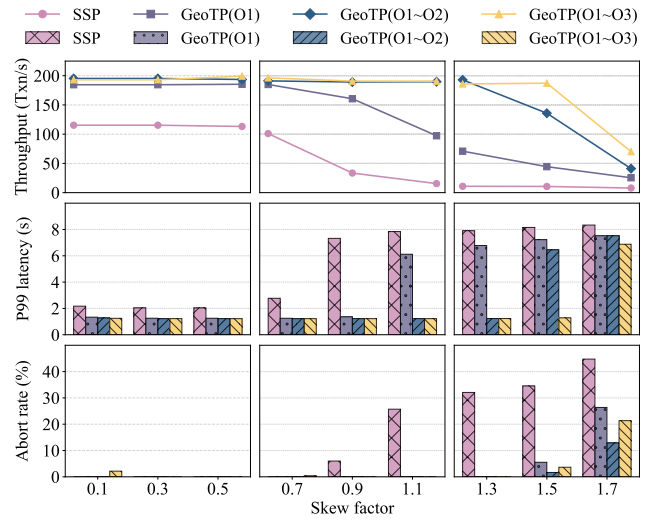 SSP GeoTP(O1) GeoTP(O1~O2) GeoTP(O1~O3)
SSP GeoTP(O1) GeoTP(O1~O2) GeoTP(O1~O3)
Throughput (Txn/s)
200
150
100
50
0
P99 latency (s)
8
6
4
2
0
Abort rate (%)
40
30
20
10
0
0.1 0.3 0.5 0.7 0.9 1.1 1.3 1.5 1.7
Skew factor